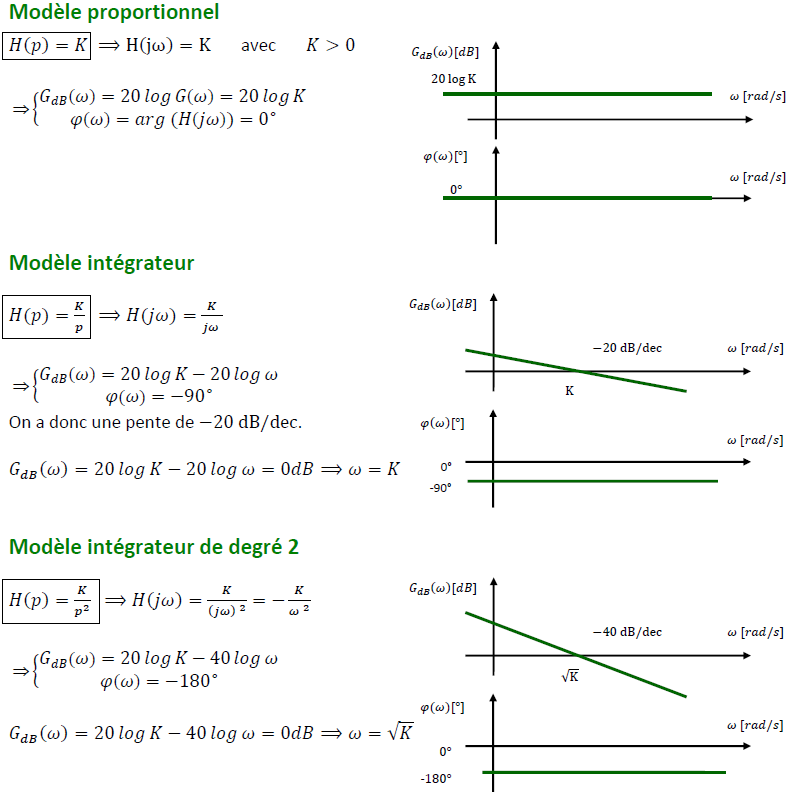 Modèle proportionnel
H(p) = K ⟹ H(jω) = K avec K > 0
⇒ {G_dB(ω) = 20 log G(ω) = 20 log K
φ(ω) = arg (H(jω)) = 0°
G_dB(ω)[dB]
20 log K
ω [rad/s]
φ(ω)[°]
ω [rad/s]
0°
Modèle intégrateur
H(p) = K/p ⟹ H(jω) = K/jω
⇒ {G_dB(ω) = 20 log K − 20 log ω
φ(ω) = −90°
On a donc une pente de −20 dB/dec.
G_dB(ω) = 20 log K − 20 log ω = 0dB ⟹ ω = K
G_dB(ω)[dB]
−20 dB/dec
ω [rad/s]
K
φ(ω)[°]
ω [rad/s]
0°
-90°
Modèle intégrateur de degré 2
H(p) = K/p² ⟹ H(jω) = K/(jω)² = − K/ω²
⇒ {G_dB(ω) = 20 log K − 40 log ω
φ(ω) = −180°
G_dB(ω) = 20 log K − 40 log ω = 0dB ⟹ ω = √K
G_dB(ω)[dB]
−40 dB/dec
ω [rad/s]
√K
φ(ω)[°]
ω [rad/s]
0°
-180°